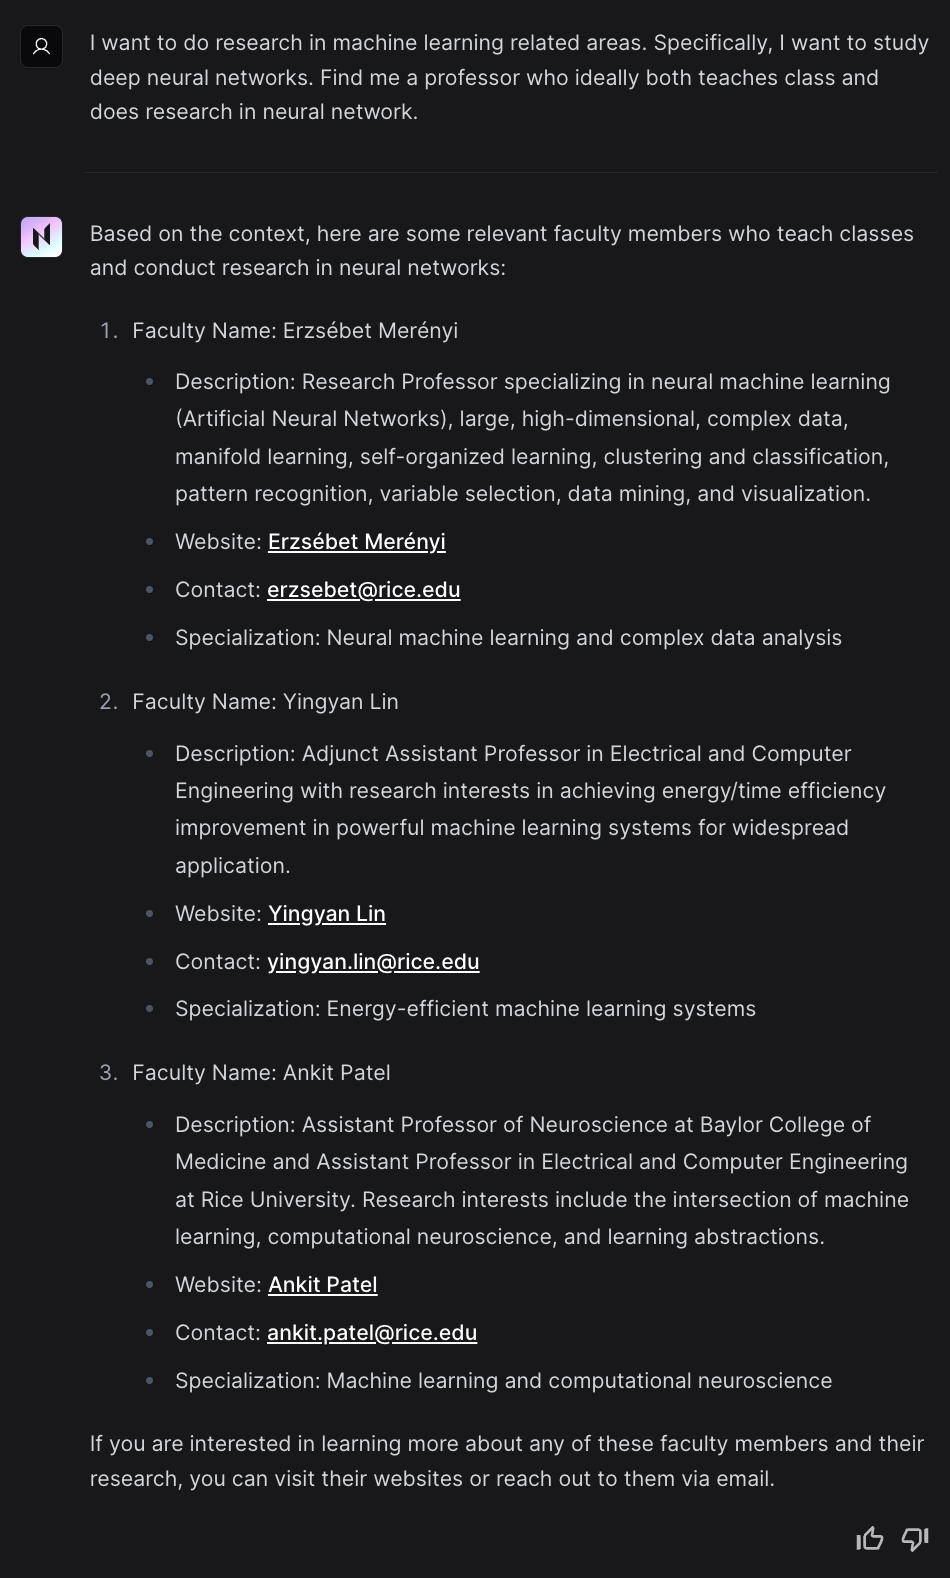 I want to do research in machine learning related areas. Specifically, I want to study
deep neural networks. Find me a professor who ideally both teaches class and
does research in neural network.
Based on the context, here are some relevant faculty members who teach classes
and conduct research in neural networks:
1. Faculty Name: Erzsébet Merényi
• Description: Research Professor specializing in neural machine learning
(Artificial Neural Networks), large, high-dimensional, complex data,
manifold learning, self-organized learning, clustering and classification,
pattern recognition, variable selection, data mining, and visualization.
• Website: Erzsébet Merényi
• Contact: erzsebet@rice.edu
• Specialization: Neural machine learning and complex data analysis
2. Faculty Name: Yingyan Lin
• Description: Adjunct Assistant Professor in Electrical and Computer
Engineering with research interests in achieving energy/time efficiency
improvement in powerful machine learning systems for widespread
application.
• Website: Yingyan Lin
• Contact: yingyan.lin@rice.edu
• Specialization: Energy-efficient machine learning systems
3. Faculty Name: Ankit Patel
• Description: Assistant Professor of Neuroscience at Baylor College of
Medicine and Assistant Professor in Electrical and Computer Engineering
at Rice University. Research interests include the intersection of machine
learning, computational neuroscience, and learning abstractions.
• Website: Ankit Patel
• Contact: ankit.patel@rice.edu
• Specialization: Machine learning and computational neuroscience
If you are interested in learning more about any of these faculty members and their
research, you can visit their websites or reach out to them via email.